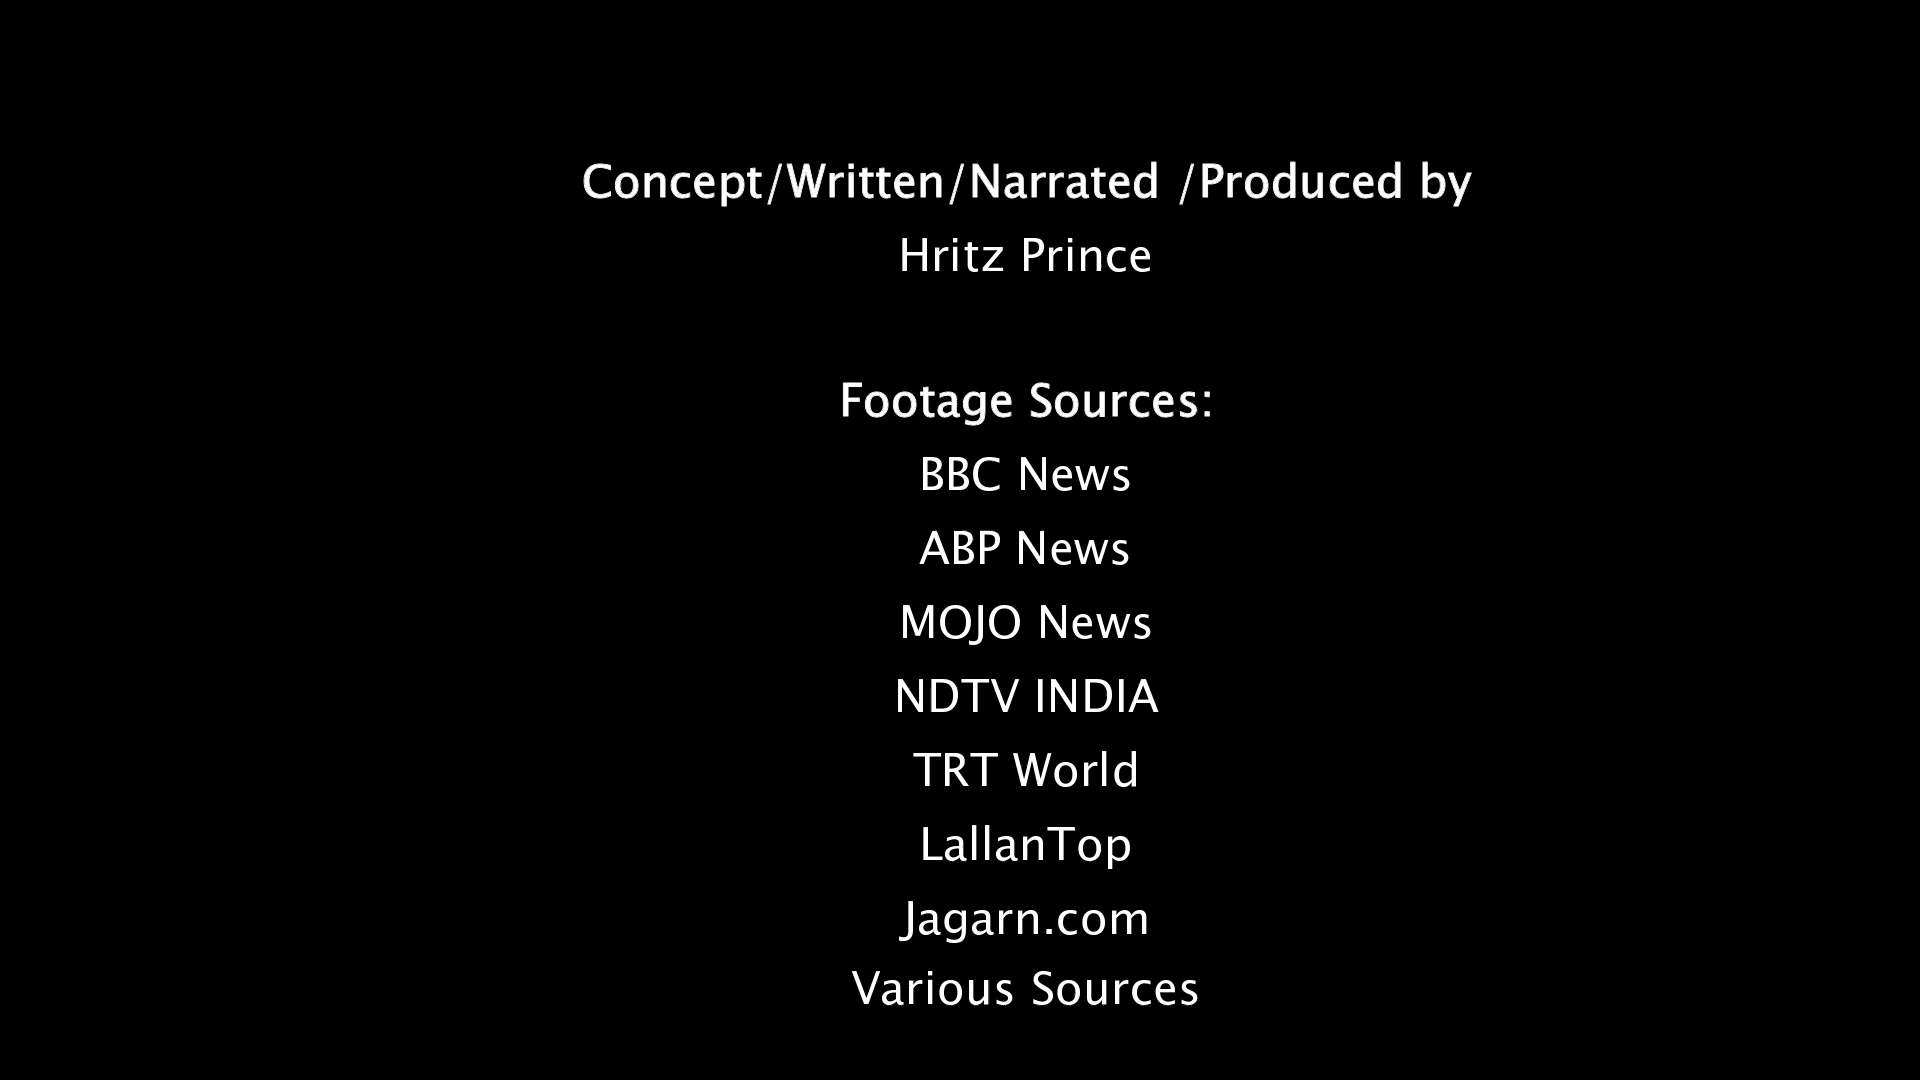 Concept/Written/Narrated /Produced by
Hritz Prince
Footage Sources:
BBC News
ABP News
MOJO News
NDTV INDIA
TRT World
LallanTop
Jagarn.com
Various Sources